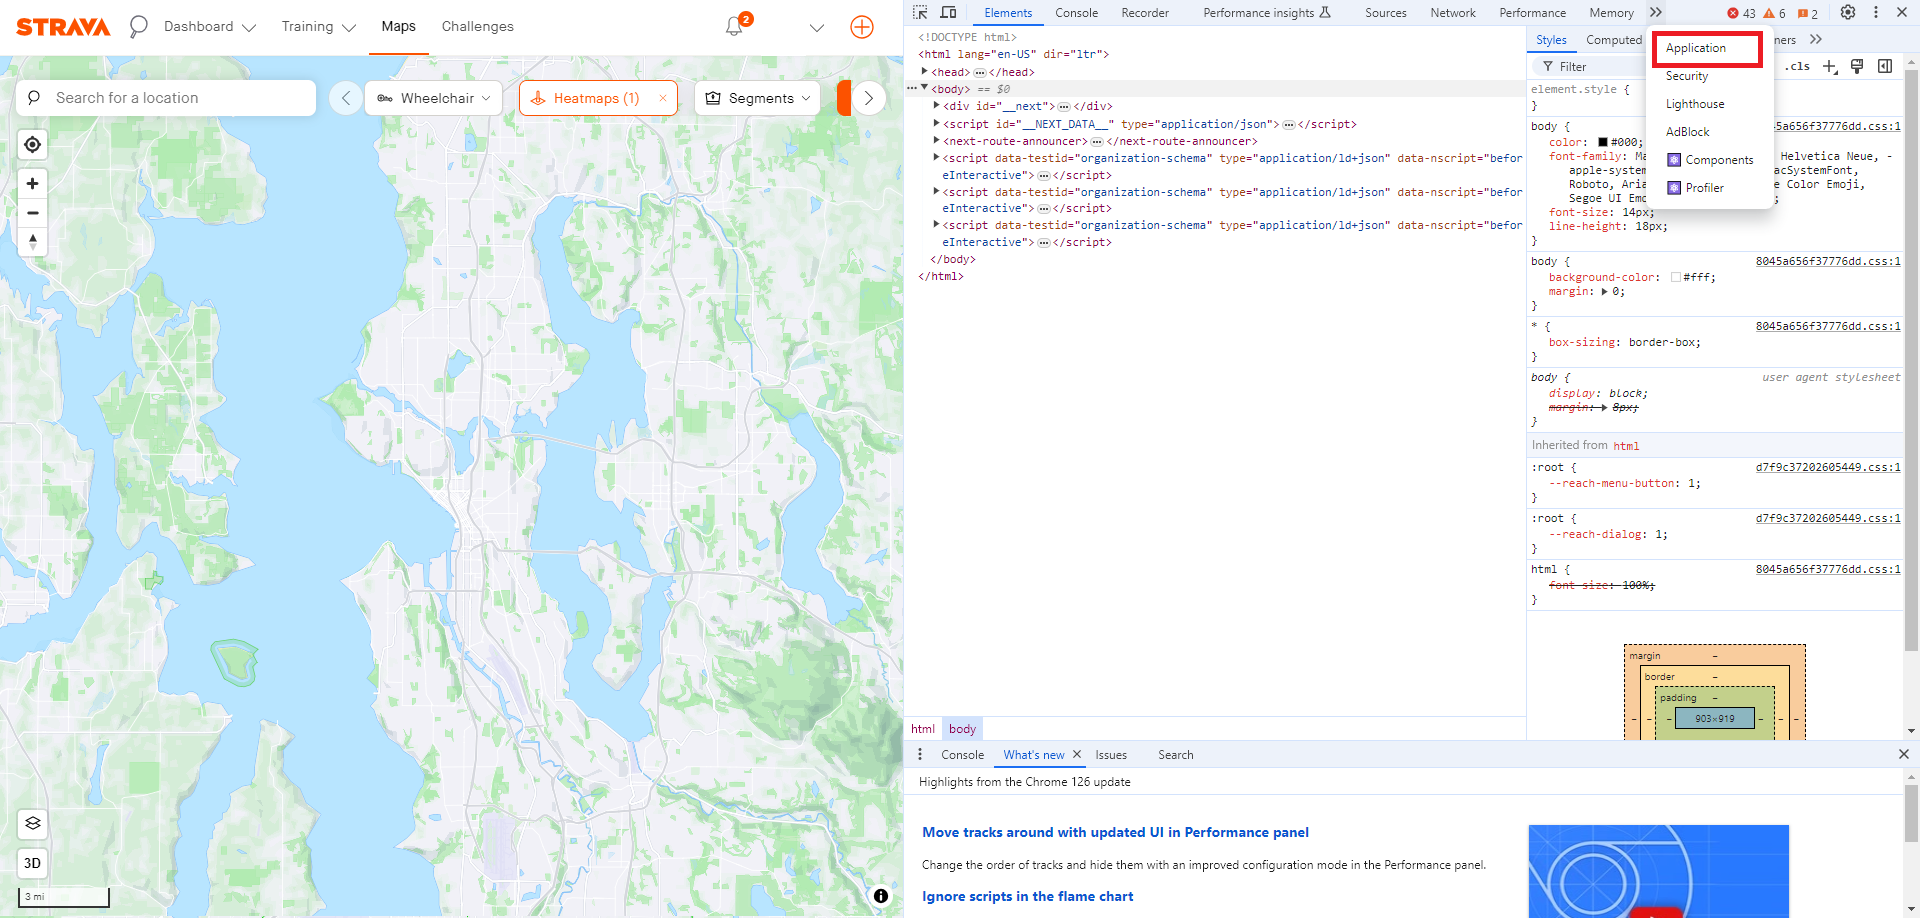 STRAVA
Dashboard
Training
Maps
Challenges
2
Search for a location
Wheelchair
Heatmaps (1)
Segments
3D
3 mi
Elements
Console
Recorder
Performance insights
Sources
Network
Performance
Memory
43
6
2
<!DOCTYPE html>
<html lang="en-US" dir="ltr">
<head> … </head>
<body> == $0
<div id="__next"> … </div>
<script id="__NEXT_DATA__" type="application/json"> … </script>
<next-route-announcer> … </next-route-announcer>
<script data-testid="organization-schema" type="application/ld+json" data-nscript="befor
eInteractive"> … </script>
<script data-testid="organization-schema" type="application/ld+json" data-nscript="befor
eInteractive"> … </script>
<script data-testid="organization-schema" type="application/ld+json" data-nscript="befor
eInteractive"> … </script>
</body>
</html>
html
body
Styles
Computed
ners
Filter
.cls
Application
Security
Lighthouse
AdBlock
Components
Profiler
element.style {
}
body {
45a656f37776dd.css:1
color: #000;
font-family: Ma
Helvetica Neue, -
apple-system
acSystemFont,
Roboto, Aria
e Color Emoji,
Segoe UI Emo
;
font-size: 14px;
line-height: 18px;
}
body {
8045a656f37776dd.css:1
background-color: #fff;
margin: 0;
}
* {
8045a656f37776dd.css:1
box-sizing: border-box;
}
body {
user agent stylesheet
display: block;
margin: 8px;
}
Inherited from html
:root {
d7f9c37202605449.css:1
--reach-menu-button: 1;
}
:root {
d7f9c37202605449.css:1
--reach-dialog: 1;
}
html {
8045a656f37776dd.css:1
font-size: 100%;
}
margin –
border –
padding –
– – – 903×919 – – –
Console
What's new
Issues
Search
Highlights from the Chrome 126 update
Move tracks around with updated UI in Performance panel
Change the order of tracks and hide them with an improved configuration mode in the Performance panel.
Ignore scripts in the flame chart